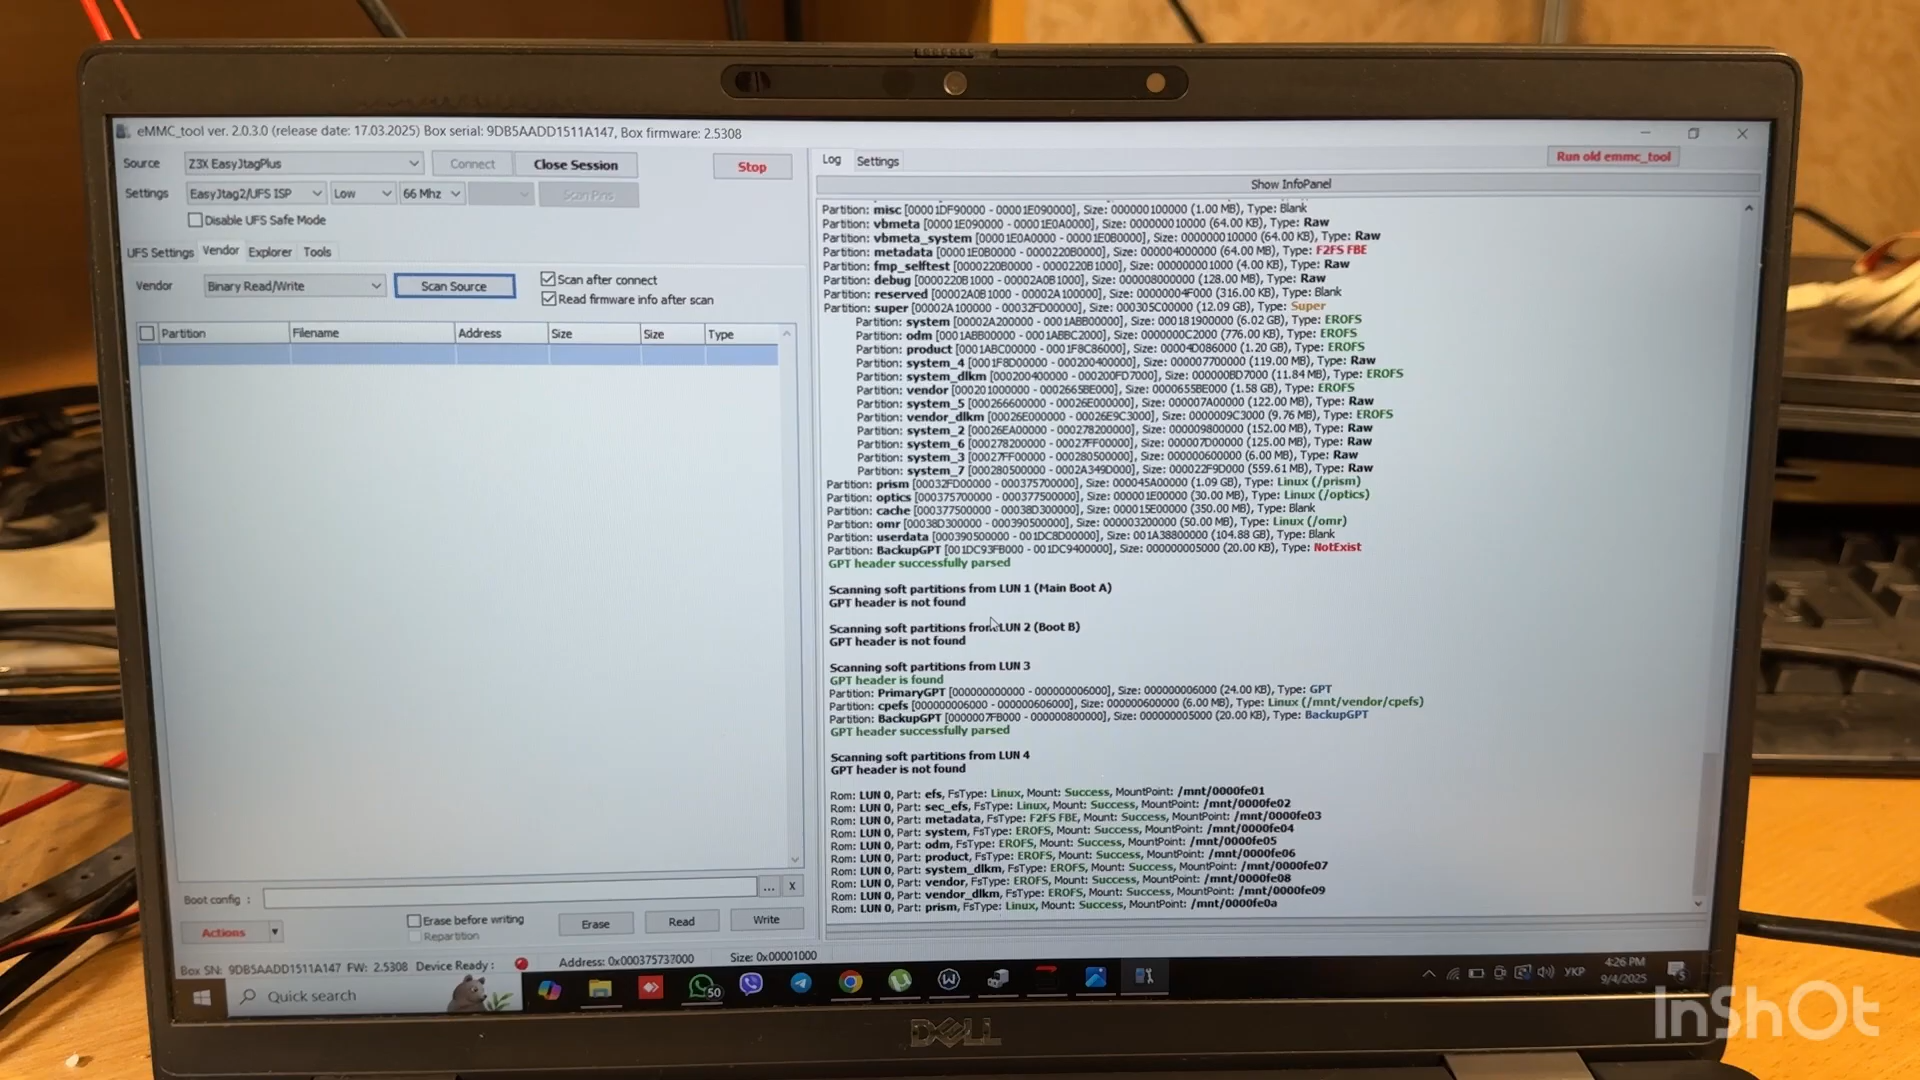 eMMC_tool ver. 2.0.3.0 (release date: 17.03.2025) Box serial: 9DB5AADD1511A147, Box firmware: 2.5308
Source Z3X EasyJtagPlus Connect Close Session Stop
Settings EasyJtag2/UFS ISP Low 66 Mhz Scan Pins
Disable UFS Safe Mode
UFS Settings Vendor Explorer Tools
Vendor Binary Read/Write Scan Source Scan after connect
Read firmware info after scan
Partition Filename Address Size Size Type
Boot config : ... X
Actions Erase before writing Erase Read Write
Repartition
Box SN: 9DB5AADD1511A147 FW: 2.5308 Device Ready : Address: 0x000375737000 Size: 0x00001000
Log Settings Run old emmc_tool
Show InfoPanel
Partition: misc [00001DF90000 - 00001E090000], Size: 000000100000 (1.00 MB), Type: Blank
Partition: vbmeta [00001E090000 - 00001E0A0000], Size: 000000010000 (64.00 KB), Type: Raw
Partition: vbmeta_system [00001E0A0000 - 00001E0B0000], Size: 000000010000 (64.00 KB), Type: Raw
Partition: metadata [00001E0B0000 - 0000220B0000], Size: 000004000000 (64.00 MB), Type: F2FS FBE
Partition: fmp_selftest [0000220B0000 - 0000220B1000], Size: 000000001000 (4.00 KB), Type: Raw
Partition: debug [0000220B1000 - 00002A0B1000], Size: 000008000000 (128.00 MB), Type: Raw
Partition: reserved [00002A0B1000 - 00002A100000], Size: 00000004F000 (316.00 KB), Type: Blank
Partition: super [00002A100000 - 00032FD00000], Size: 000305C00000 (12.09 GB), Type: Super
Partition: system [00002A200000 - 0001ABB00000], Size: 000181900000 (6.02 GB), Type: EROFS
Partition: odm [0001ABB00000 - 0001ABBC2000], Size: 0000000C2000 (776.00 KB), Type: EROFS
Partition: product [0001ABC00000 - 0001F8C86000], Size: 00004D086000 (1.20 GB), Type: EROFS
Partition: system_4 [0001F8D00000 - 000200400000], Size: 000007700000 (119.00 MB), Type: Raw
Partition: system_dlkm [000200400000 - 000200FD7000], Size: 000000BD7000 (11.84 MB), Type: EROFS
Partition: vendor [000201000000 - 0002665BE000], Size: 0000655BE000 (1.58 GB), Type: EROFS
Partition: system_5 [000266600000 - 00026E000000], Size: 000007A00000 (122.00 MB), Type: Raw
Partition: vendor_dlkm [00026E000000 - 00026E9C3000], Size: 0000009C3000 (9.76 MB), Type: EROFS
Partition: system_2 [00026EA00000 - 000278200000], Size: 000009800000 (152.00 MB), Type: Raw
Partition: system_6 [000278200000 - 00027FF00000], Size: 000007D00000 (125.00 MB), Type: Raw
Partition: system_3 [00027FF00000 - 000280500000], Size: 000000600000 (6.00 MB), Type: Raw
Partition: system_7 [000280500000 - 0002A349D000], Size: 000022F9D000 (559.61 MB), Type: Raw
Partition: prism [00032FD00000 - 000375700000], Size: 000045A00000 (1.09 GB), Type: Linux (/prism)
Partition: optics [000375700000 - 000377500000], Size: 000001E00000 (30.00 MB), Type: Linux (/optics)
Partition: cache [000377500000 - 00038D300000], Size: 000015E00000 (350.00 MB), Type: Blank
Partition: omr [00038D300000 - 000390500000], Size: 000003200000 (50.00 MB), Type: Linux (/omr)
Partition: userdata [000390500000 - 001DC8D00000], Size: 001A38800000 (104.88 GB), Type: Blank
Partition: BackupGPT [001DC93FB000 - 001DC9400000], Size: 000000005000 (20.00 KB), Type: NotExist
GPT header successfully parsed
Scanning soft partitions from LUN 1 (Main Boot A)
GPT header is not found
Scanning soft partitions from LUN 2 (Boot B)
GPT header is not found
Scanning soft partitions from LUN 3
GPT header is found
Partition: PrimaryGPT [000000000000 - 000000006000], Size: 000000006000 (24.00 KB), Type: GPT
Partition: cpefs [000000006000 - 000000606000], Size: 000000600000 (6.00 MB), Type: Linux (/mnt/vendor/cpefs)
Partition: BackupGPT [0000007FB000 - 000000800000], Size: 000000005000 (20.00 KB), Type: BackupGPT
GPT header successfully parsed
Scanning soft partitions from LUN 4
GPT header is not found
Rom: LUN 0, Part: efs, FsType: Linux, Mount: Success, MountPoint: /mnt/0000fe01
Rom: LUN 0, Part: sec_efs, FsType: Linux, Mount: Success, MountPoint: /mnt/0000fe02
Rom: LUN 0, Part: metadata, FsType: F2FS FBE, Mount: Success, MountPoint: /mnt/0000fe03
Rom: LUN 0, Part: system, FsType: EROFS, Mount: Success, MountPoint: /mnt/0000fe04
Rom: LUN 0, Part: odm, FsType: EROFS, Mount: Success, MountPoint: /mnt/0000fe05
Rom: LUN 0, Part: product, FsType: EROFS, Mount: Success, MountPoint: /mnt/0000fe06
Rom: LUN 0, Part: system_dlkm, FsType: EROFS, Mount: Success, MountPoint: /mnt/0000fe07
Rom: LUN 0, Part: vendor, FsType: EROFS, Mount: Success, MountPoint: /mnt/0000fe08
Rom: LUN 0, Part: vendor_dlkm, FsType: EROFS, Mount: Success, MountPoint: /mnt/0000fe09
Rom: LUN 0, Part: prism, FsType: Linux, Mount: Success, MountPoint: /mnt/0000fe0a
Quick search 50 УКР 4:26 PM
9/4/2025
DELL
InShOt